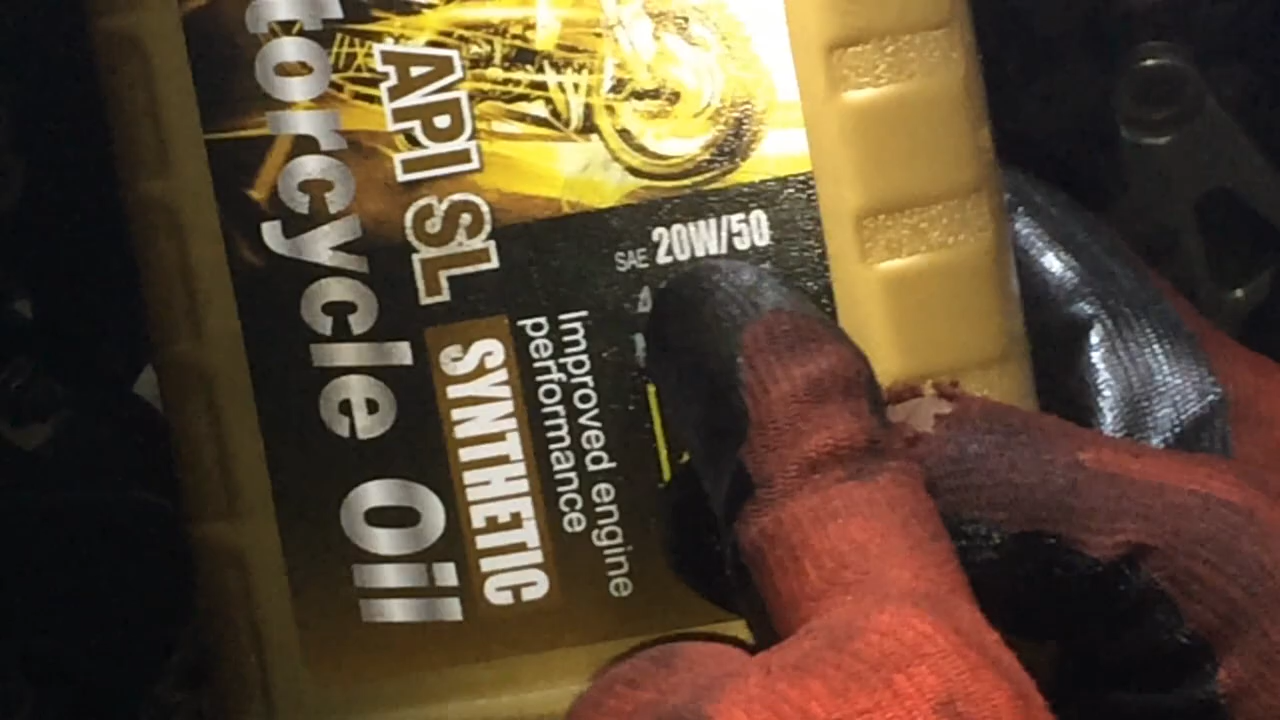 torcycle Oil
API SL
SYNTHETIC
Improved engine
performance
SAE 20W/50